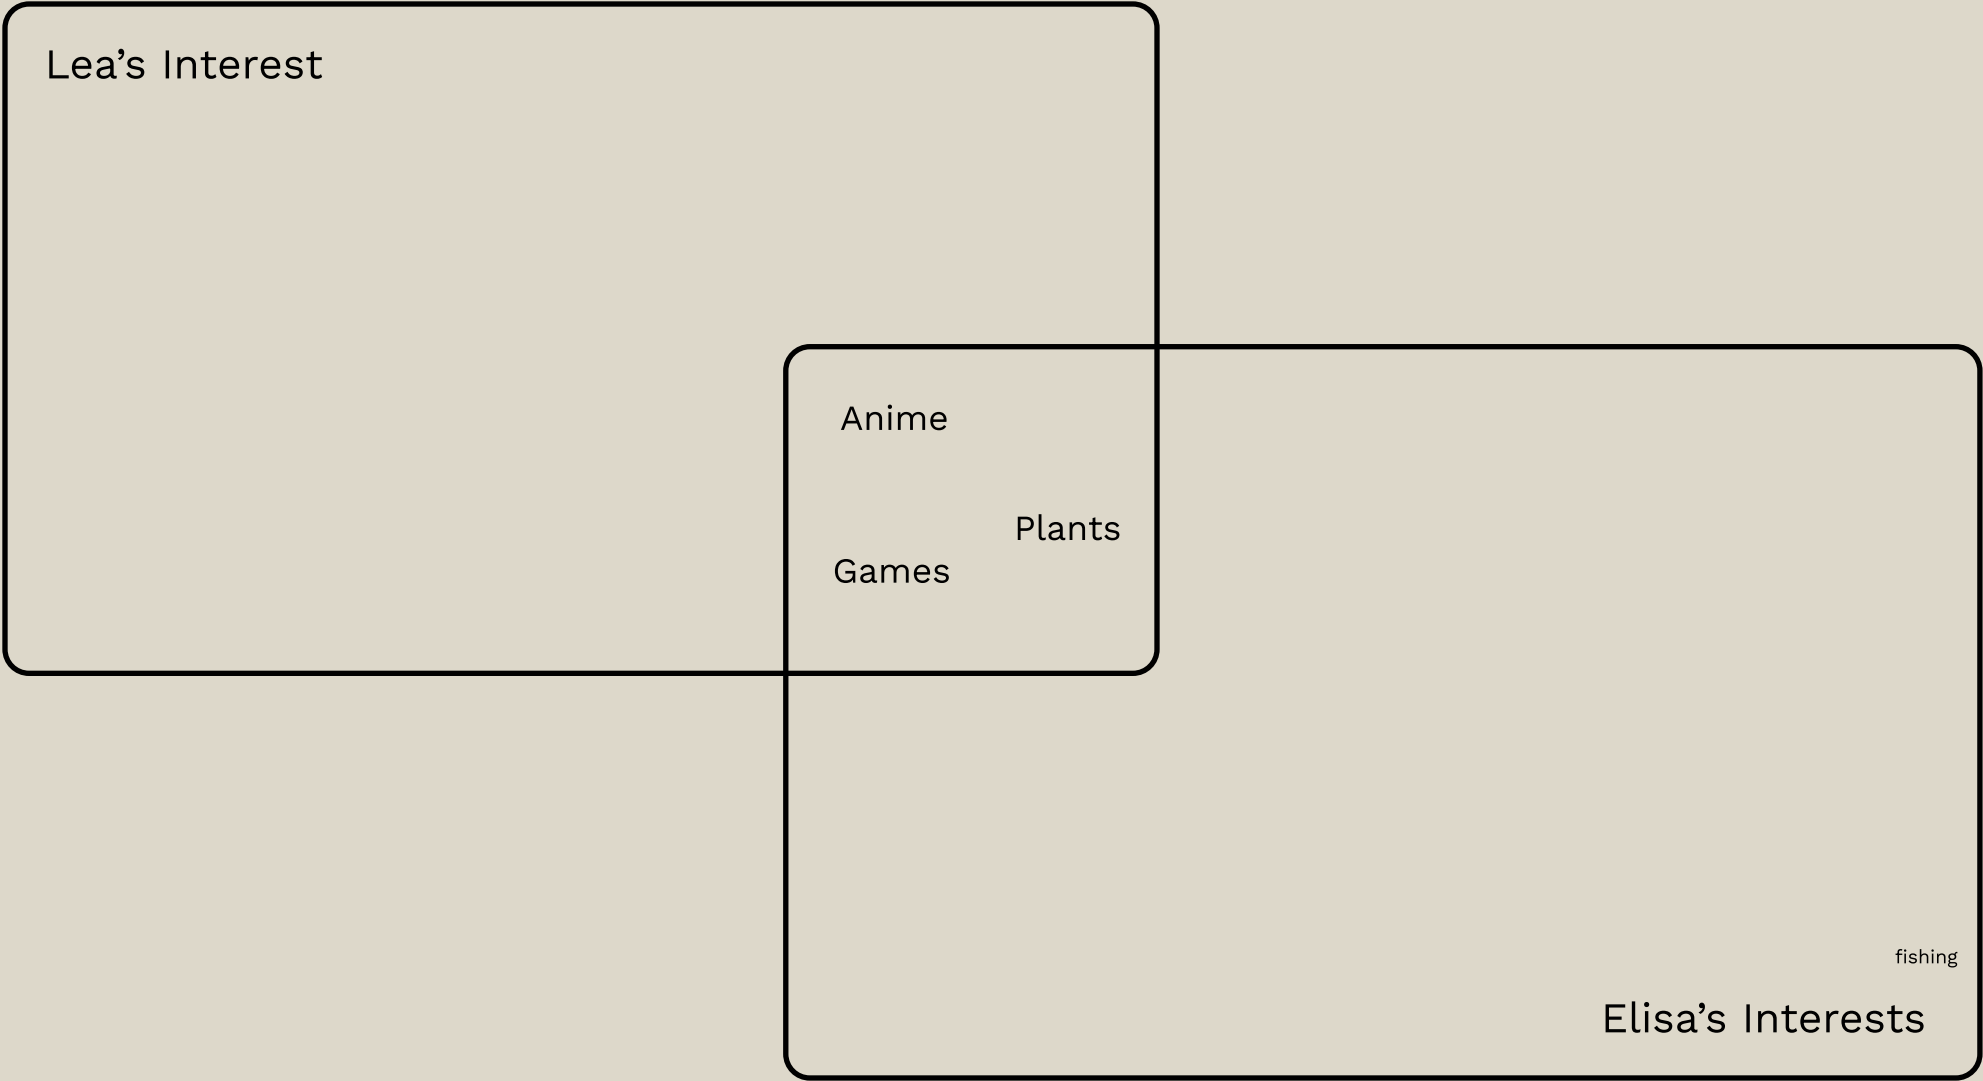 Lea’s Interest
Anime
Plants
Games
fishing
Elisa’s Interests